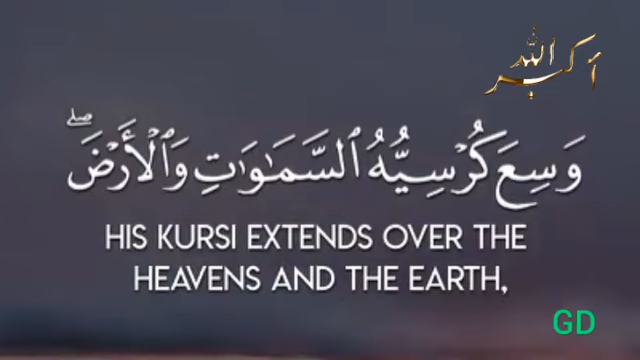 الله أكبر
وَسِعَ كُرْسِيُّهُ ٱلسَّمَـٰوَٰتِ وَٱلْأَرْضَ ۖ
HIS KURSI EXTENDS OVER THE
HEAVENS AND THE EARTH,
GD